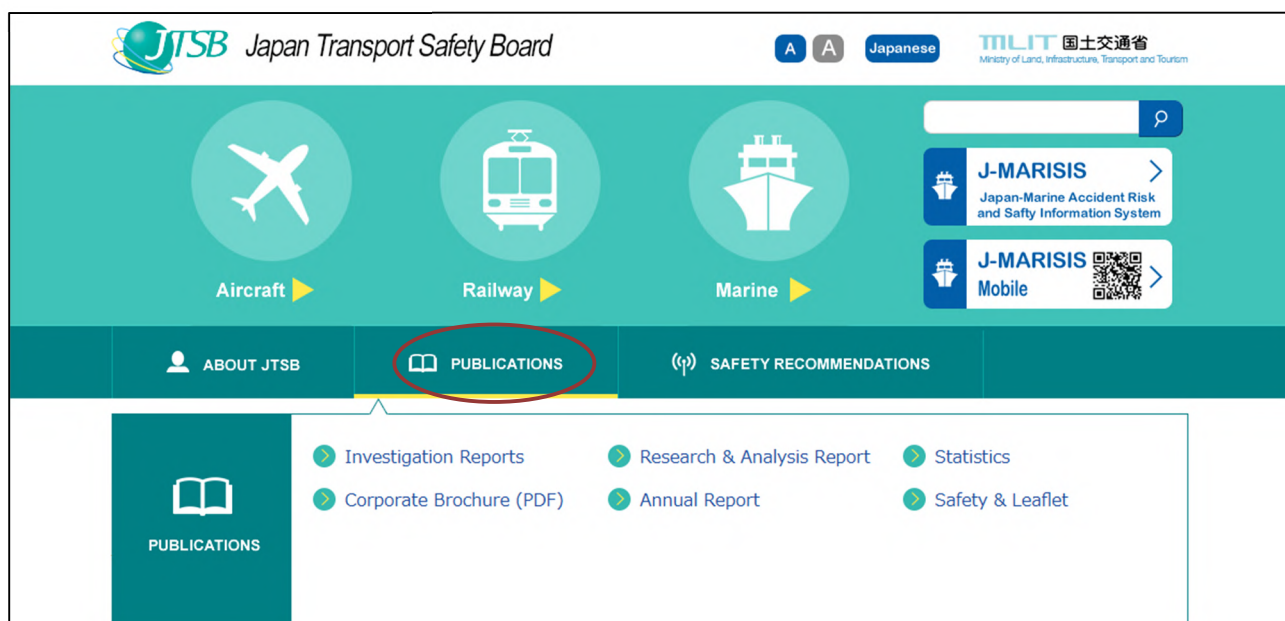 JTSB Japan Transport Safety Board
A A Japanese
MLIT 国土交通省
Ministry of Land, Infrastructure, Transport and Tourism
J-MARISIS
Japan-Marine Accident Risk
and Safty Information System
J-MARISIS
Mobile
Aircraft
Railway
Marine
ABOUT JTSB
PUBLICATIONS
SAFETY RECOMMENDATIONS
PUBLICATIONS
Investigation Reports
Research & Analysis Report
Statistics
Corporate Brochure (PDF)
Annual Report
Safety & Leaflet